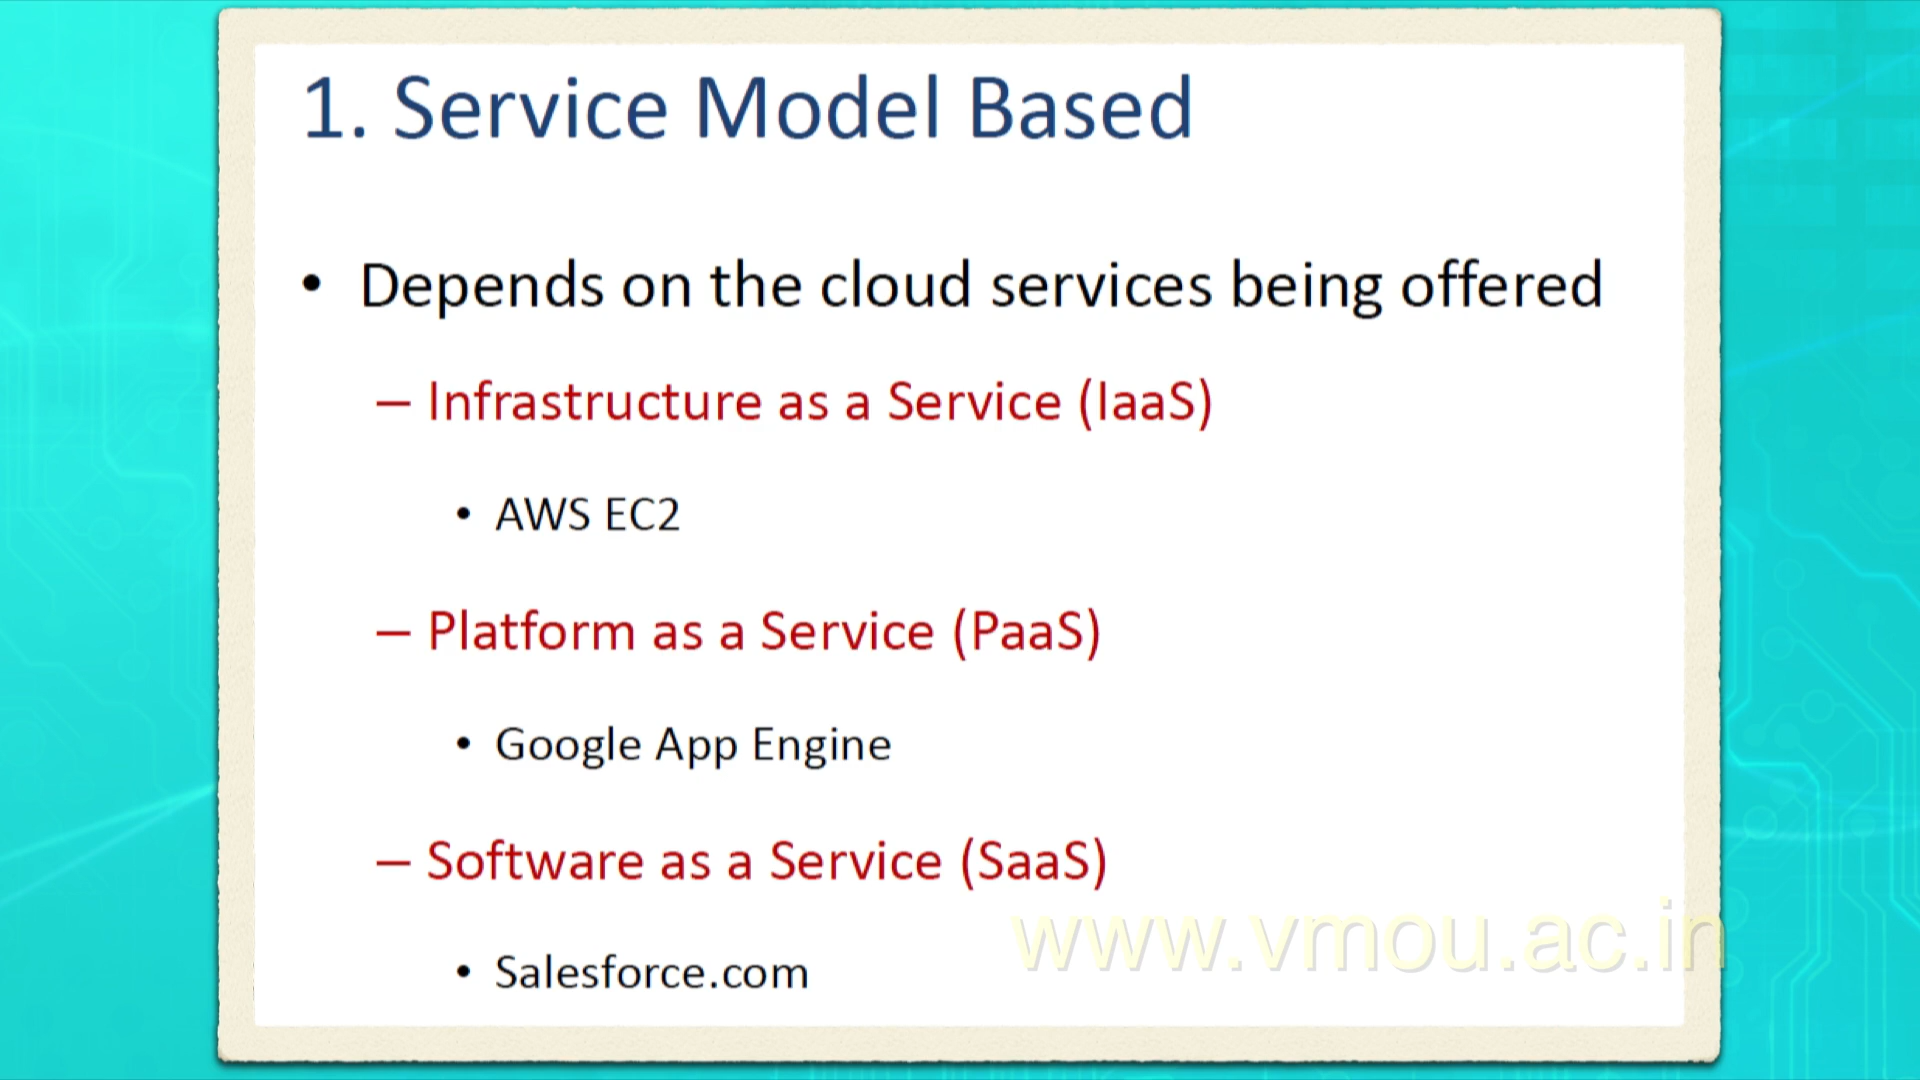 1. Service Model Based
• Depends on the cloud services being offered
– Infrastructure as a Service (IaaS)
• AWS EC2
– Platform as a Service (PaaS)
• Google App Engine
– Software as a Service (SaaS)
www.vmou.ac.in
• Salesforce.com